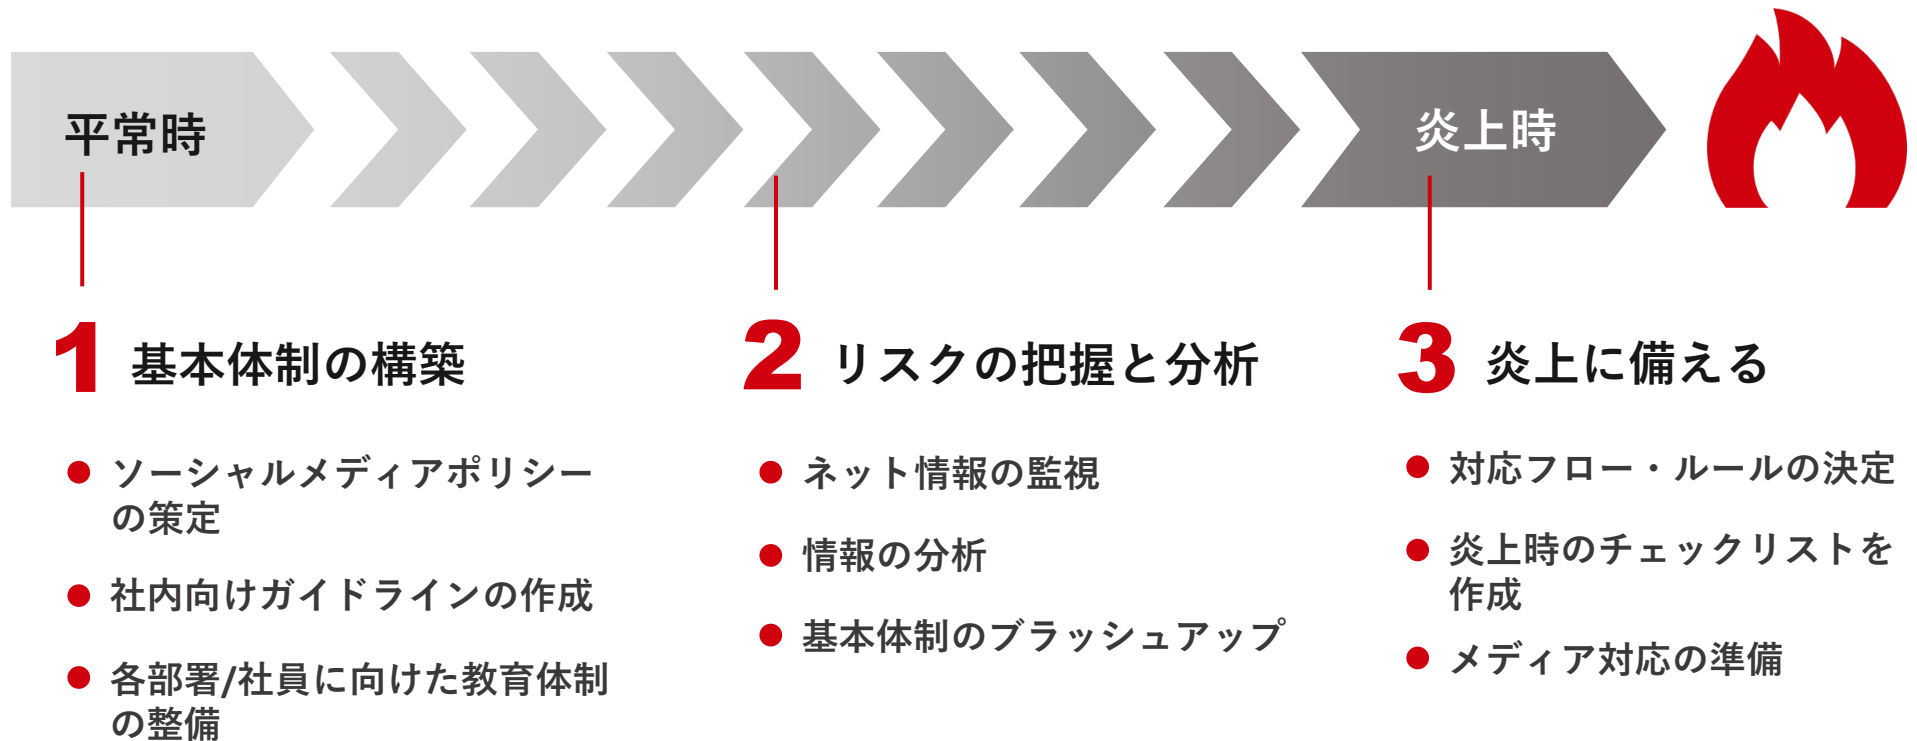 平常時
炎上時
1 基本体制の構築
ソーシャルメディアポリシー
の策定
社内向けガイドラインの作成
各部署/社員に向けた教育体制
の整備
2 リスクの把握と分析
ネット情報の監視
情報の分析
基本体制のブラッシュアップ
3 炎上に備える
対応フロー・ルールの決定
炎上時のチェックリストを
作成
メディア対応の準備